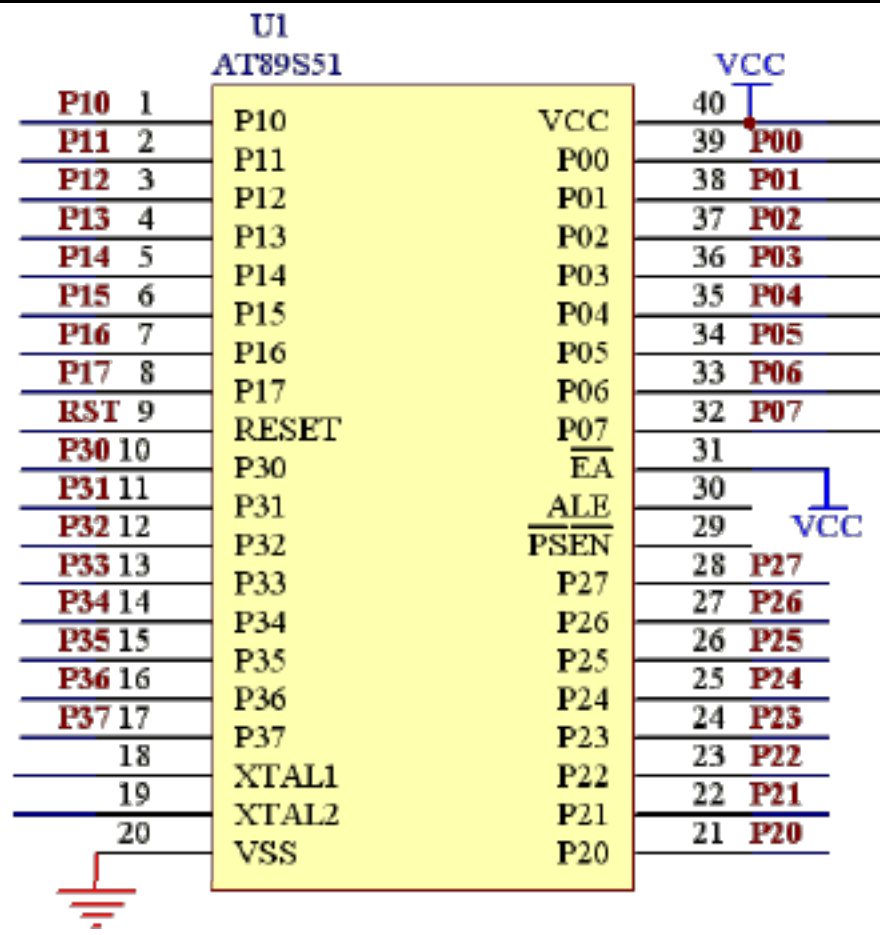 U1
AT89S51
VCC
P10 1 P10 VCC 40
P11 2 P11 P00 39 P00
P12 3 P12 P01 38 P01
P13 4 P13 P02 37 P02
P14 5 P14 P03 36 P03
P15 6 P15 P04 35 P04
P16 7 P16 P05 34 P05
P17 8 P17 P06 33 P06
RST 9 RESET P07 32 P07
P30 10 P30 EA 31
P31 11 P31 ALE 30
P32 12 P32 PSEN 29 VCC
P33 13 P33 P27 28 P27
P34 14 P34 P26 27 P26
P35 15 P35 P25 26 P25
P36 16 P36 P24 25 P24
P37 17 P37 P23 24 P23
18 XTAL1 P22 23 P22
19 XTAL2 P21 22 P21
20 VSS P20 21 P20